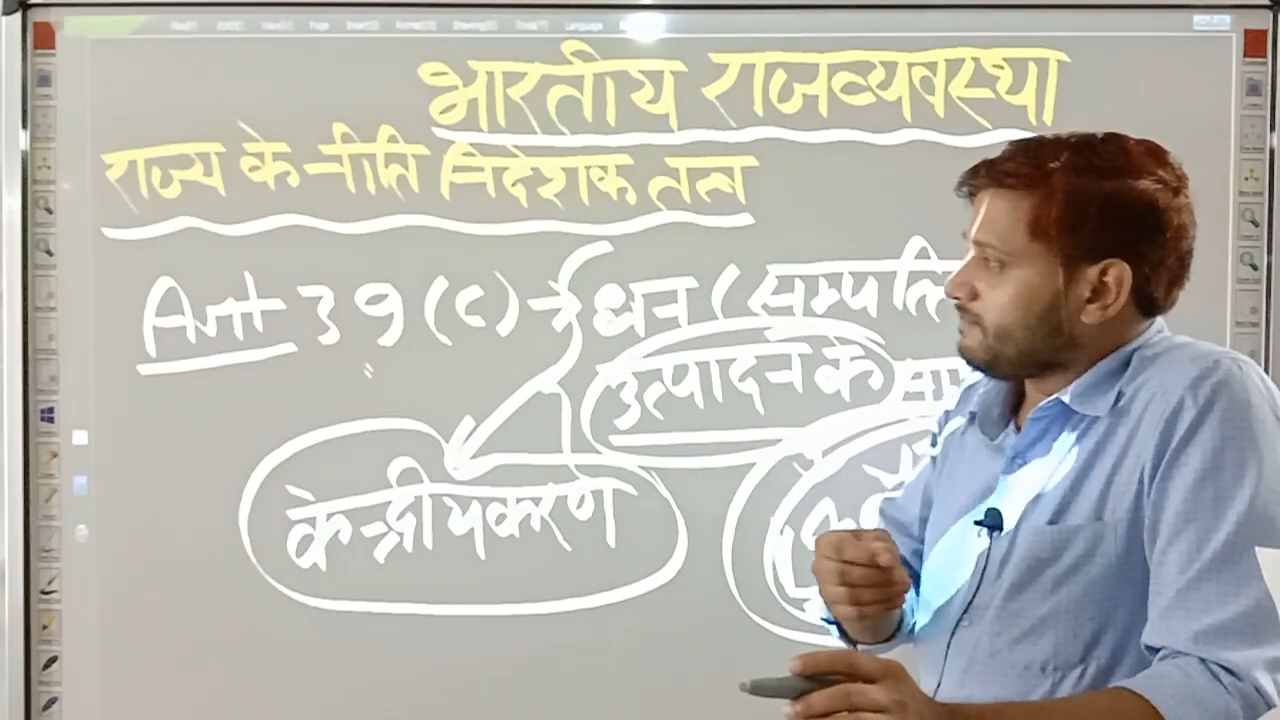 भारतीय राजव्यवस्था
राज्य के नीति निदेशक तत्व
Art 39 (c) → धन (सम्पत्ति
उत्पादन के
केन्द्रीयकरण